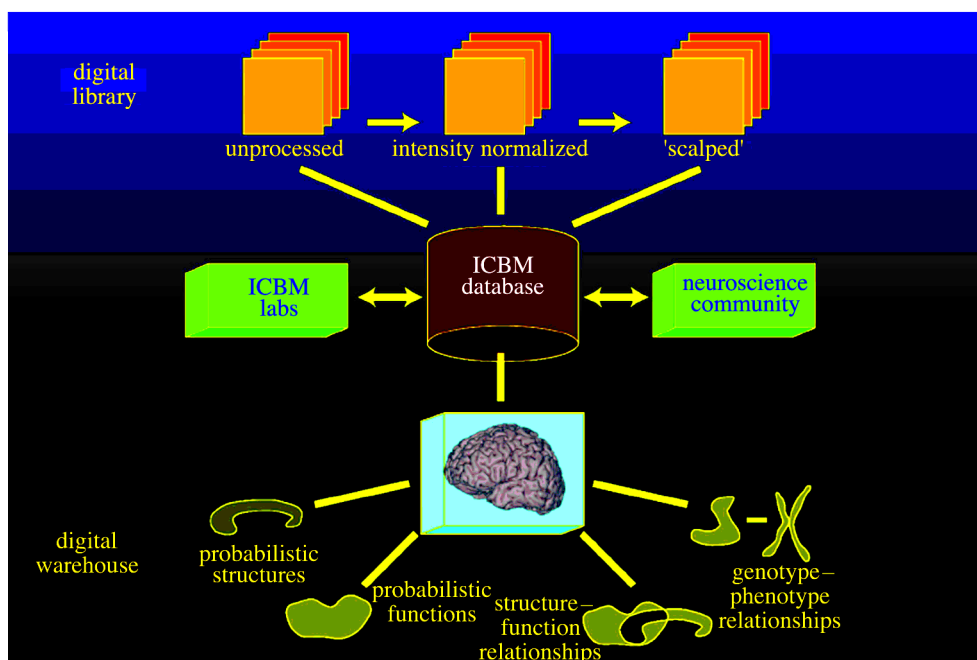 digital
library
unprocessed
intensity normalized
'scalped'
ICBM
database
ICBM
labs
neuroscience
community
digital
warehouse
probabilistic
structures
probabilistic
functions
structure–
function
relationships
genotype–
phenotype
relationships